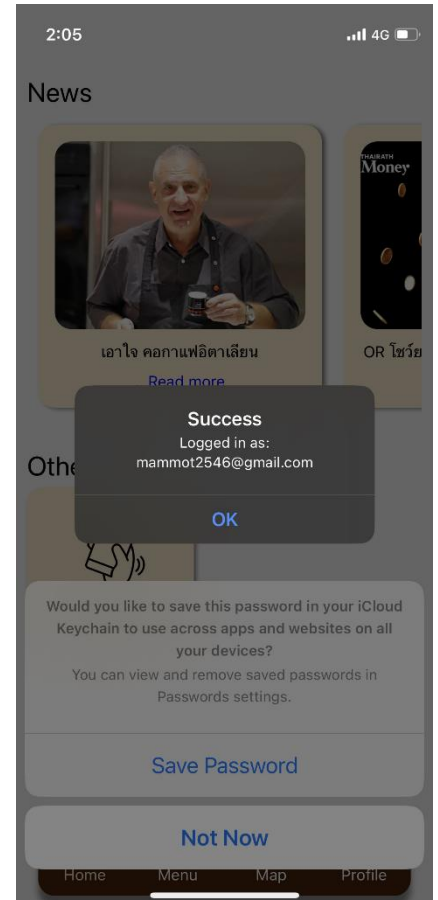 2:05
4G
News
THAIRATH
Money
เอาใจ คอกาแฟอิตาเลียน
OR โชว์ย
Read more
Success
Logged in as:
mammot2546@gmail.com
OK
Othe
Would you like to save this password in your iCloud
Keychain to use across apps and websites on all
your devices?
You can view and remove saved passwords in
Passwords settings.
Save Password
Not Now
Home Menu Map Profile